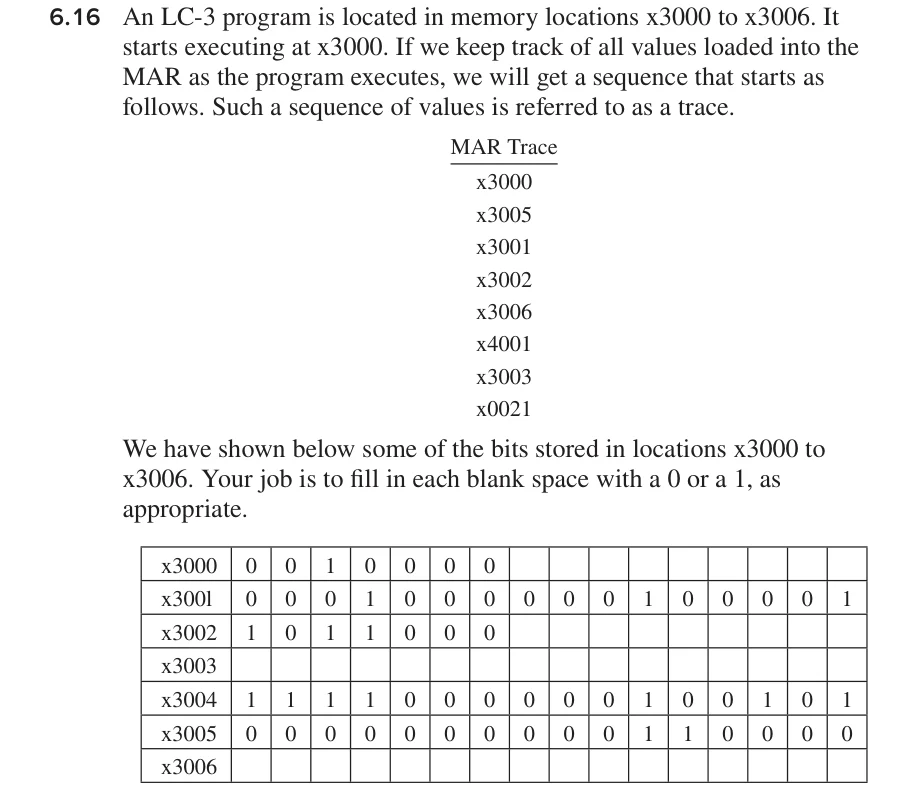 6.16 An LC-3 program is located in memory locations x3000 to x3006. It
starts executing at x3000. If we keep track of all values loaded into the
MAR as the program executes, we will get a sequence that starts as
follows. Such a sequence of values is referred to as a trace.
MAR Trace
x3000
x3005
x3001
x3002
x3006
x4001
x3003
x0021
We have shown below some of the bits stored in locations x3000 to
x3006. Your job is to fill in each blank space with a 0 or a 1, as
appropriate.
x3000 0 0 1 0 0 0 0
x3001 0 0 0 1 0 0 0 0 0 0 1 0 0 0 0 1
x3002 1 0 1 1 0 0 0
x3003
x3004 1 1 1 1 0 0 0 0 0 0 1 0 0 1 0 1
x3005 0 0 0 0 0 0 0 0 0 0 1 1 0 0 0 0
x3006